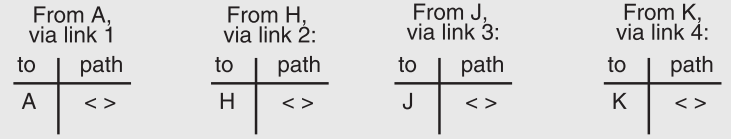 From A,
via link 1
to path
A < >
From H,
via link 2:
to path
H < >
From J,
via link 3:
to path
J < >
From K,
via link 4:
to path
K < >